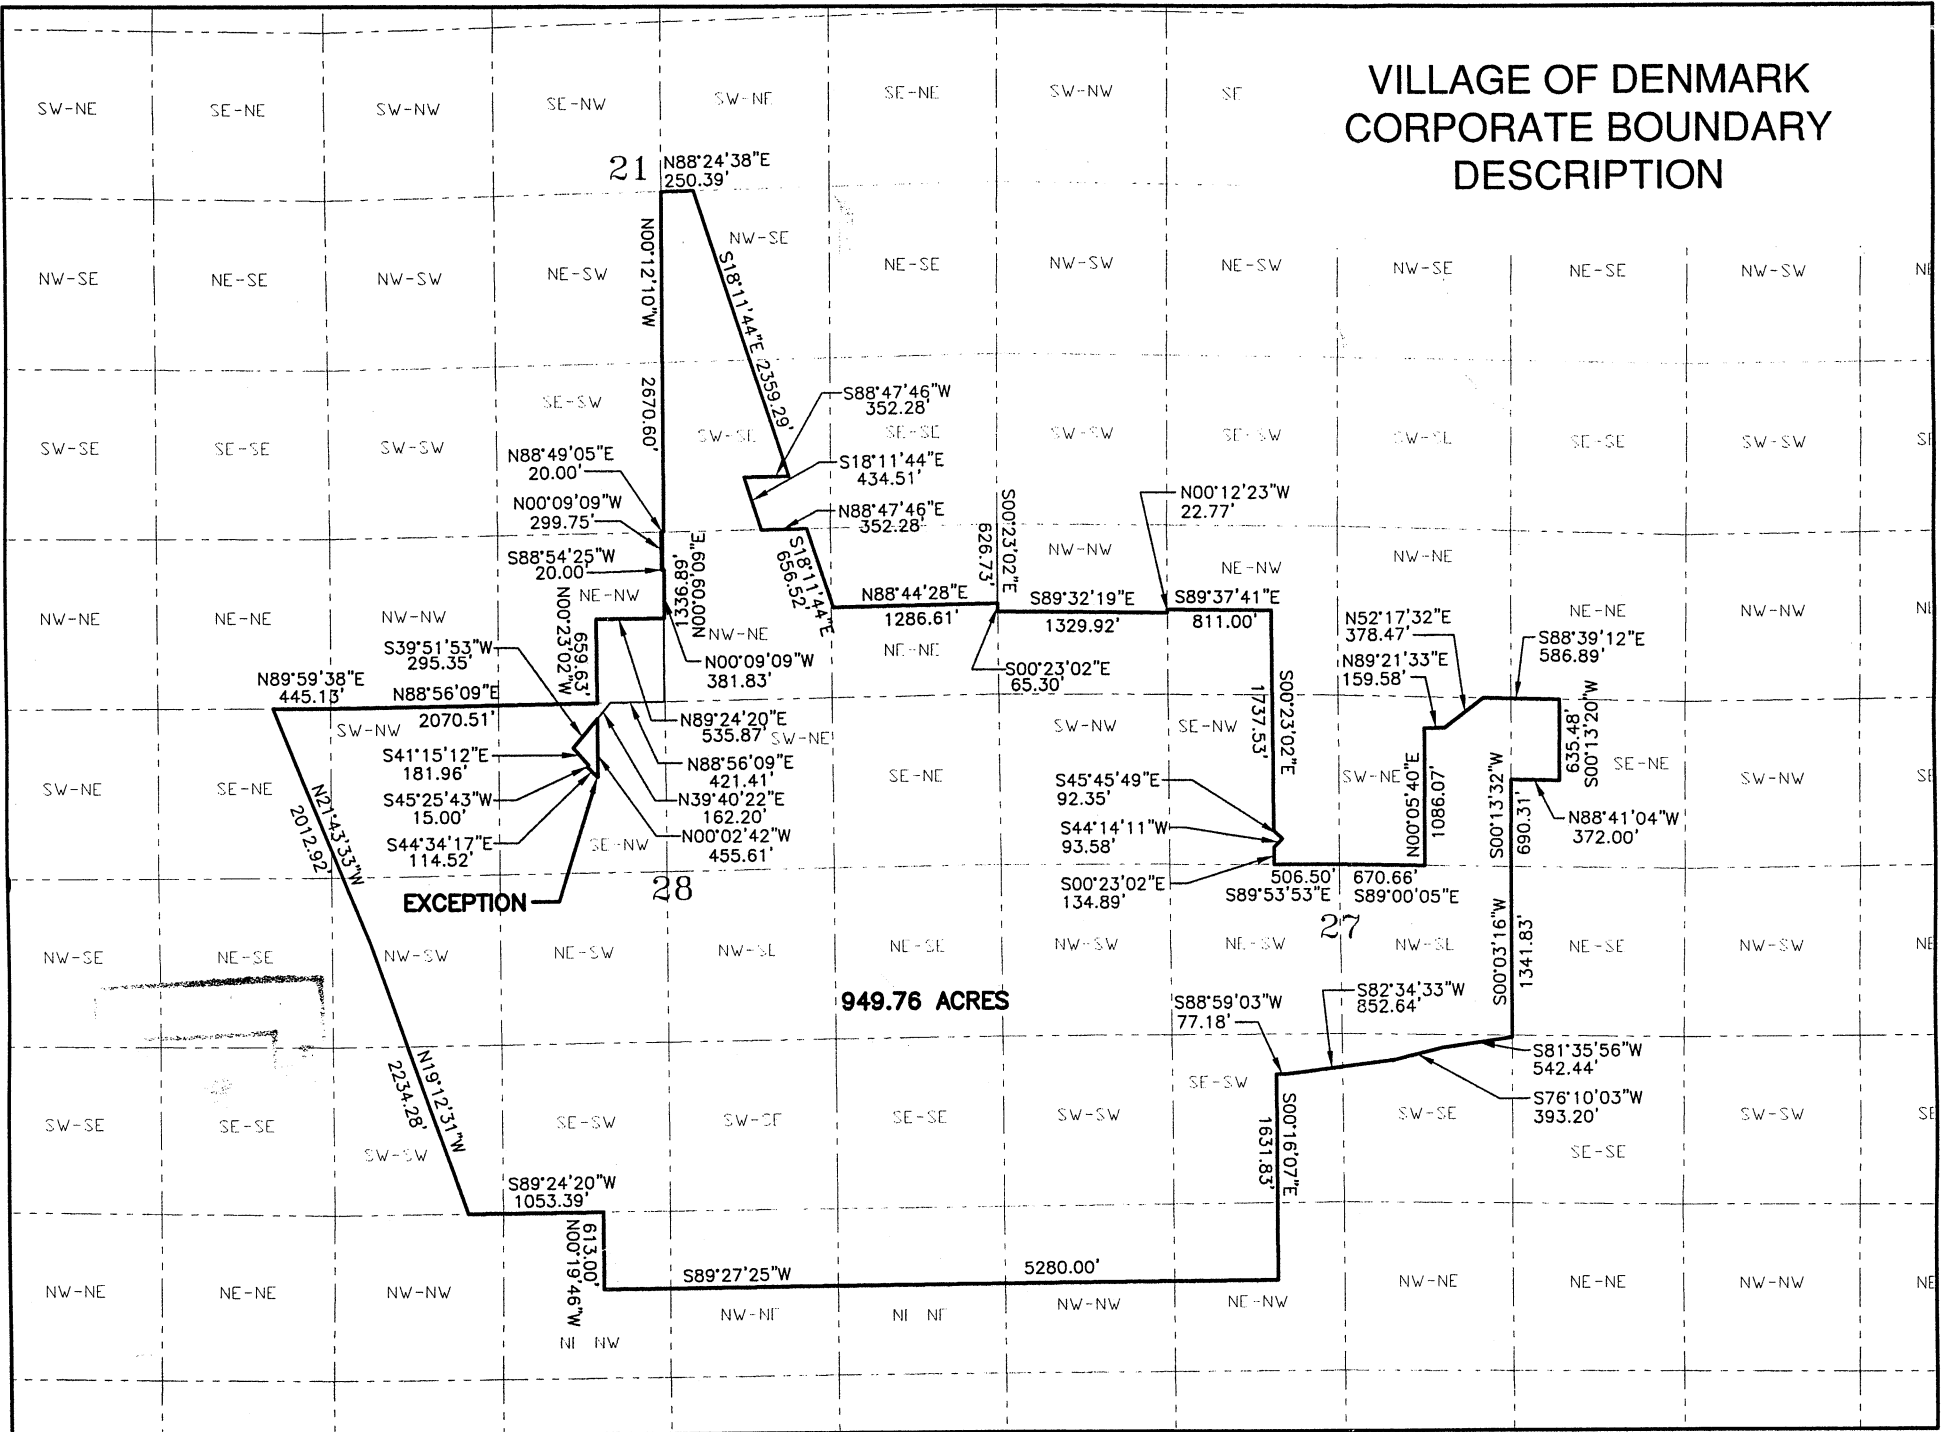 VILLAGE OF DENMARK
CORPORATE BOUNDARY
DESCRIPTION
SW-NE
SE-NE
SW-NW
SE-NW
SW-NE
SE-NE
SW-NW
SE
21
N88°24'38"E
250.39'
NW-SE
NE-SE
NW-SW
NE-SW
NW-SE
NE-SE
NW-SW
NE-SW
NW-SE
NE-SE
NW-SW
N00°12'10"W
2670.60'
S18°11'44"E 2359.29'
SW-SE
SE-SE
SW-SW
SE-SW
SW-SE
SE-SE
SW-SW
SE-SW
SW-SE
SE-SE
SW-SW
S88°47'46"W
352.28'
S18°11'44"E
434.51'
N88°47'46"E
352.28'
N88°49'05"E
20.00'
N00°09'09"W
299.75'
S88°54'25"W
20.00'
1336.89'
N00°09'09"E
S18°11'44"E
656.52'
S00°23'02"E
626.73'
N00°12'23"W
22.77'
NW-NE
NE-NE
NW-NW
NE-NW
NW-NE
NE-NE
NW-NW
NE-NW
NW-NE
NE-NE
NW-NW
N88°44'28"E
1286.61'
S89°32'19"E
1329.92'
S89°37'41"E
811.00'
N00°23'02"W
659.63'
S39°51'53"W
295.35'
N00°09'09"W
381.83'
S00°23'02"E
65.30'
N52°17'32"E
378.47'
N89°21'33"E
159.58'
S88°39'12"E
586.89'
N89°59'38"E
445.13'
N88°56'09"E
2070.51'
N89°24'20"E
535.87'
N88°56'09"E
421.41'
N39°40'22"E
162.20'
N00°02'42"W
455.61'
S41°15'12"E
181.96'
S45°25'43"W
15.00'
S44°34'17"E
114.52'
EXCEPTION
SW-NE
SE-NE
SW-NW
SE-NW
SW-NE
SE-NE
SW-NW
SE-NW
SW-NE
SE-NE
SW-NW
S00°23'02"E
1737.53'
S45°45'49"E
92.35'
S44°14'11"W
93.58'
S00°23'02"E
134.89'
N00°05'40"E
1086.07'
635.48'
S00°13'20"W
S00°13'32"W
690.31'
N88°41'04"W
372.00'
506.50'
S89°53'53"E
670.66'
S89°00'05"E
N21°43'33"W
2012.92'
28
27
NW-SE
NE-SE
NW-SW
NE-SW
NW-SE
NE-SE
NW-SW
NE-SW
NW-SE
NE-SE
NW-SW
949.76 ACRES
S00°03'16"W
1341.83'
S88°59'03"W
77.18'
S82°34'33"W
852.64'
S81°35'56"W
542.44'
S76°10'03"W
393.20'
N19°12'31"W
2234.28'
SW-SE
SE-SE
SW-SW
SE-SW
SW-SE
SE-SE
SW-SW
SE-SW
SW-SE
SE-SE
SW-SW
S00°16'07"E
1631.83'
S89°24'20"W
1053.39'
613.00'
N00°19'46"W
S89°27'25"W
5280.00'
NW-NE
NE-NE
NW-NW
NW-NE
NW-NW
NE-NW
NW-NE
NE-NE
NW-NW